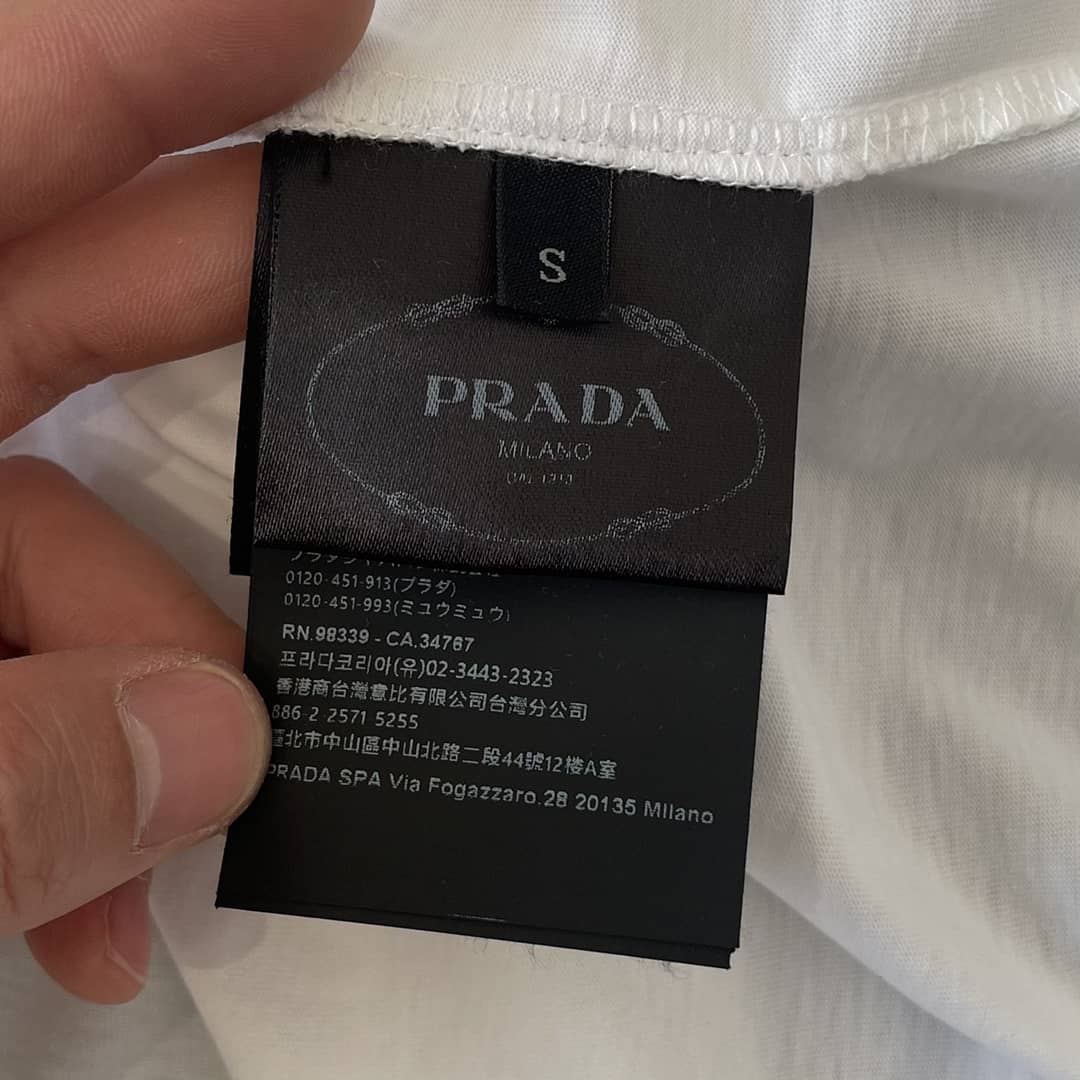 S
PRADA
MILANO
0120-451-913(プラダ)
0120-451-993(ミュウミュウ)
RN.98339 - CA.34767
프라다코리아(유)02-3443-2323
香港商台灣意比有限公司台灣分公司
886-2-2571 5255
北市中山區中山北路二段44號12楼A室
PRADA SPA Via Fogazzaro.28 20135 Milano